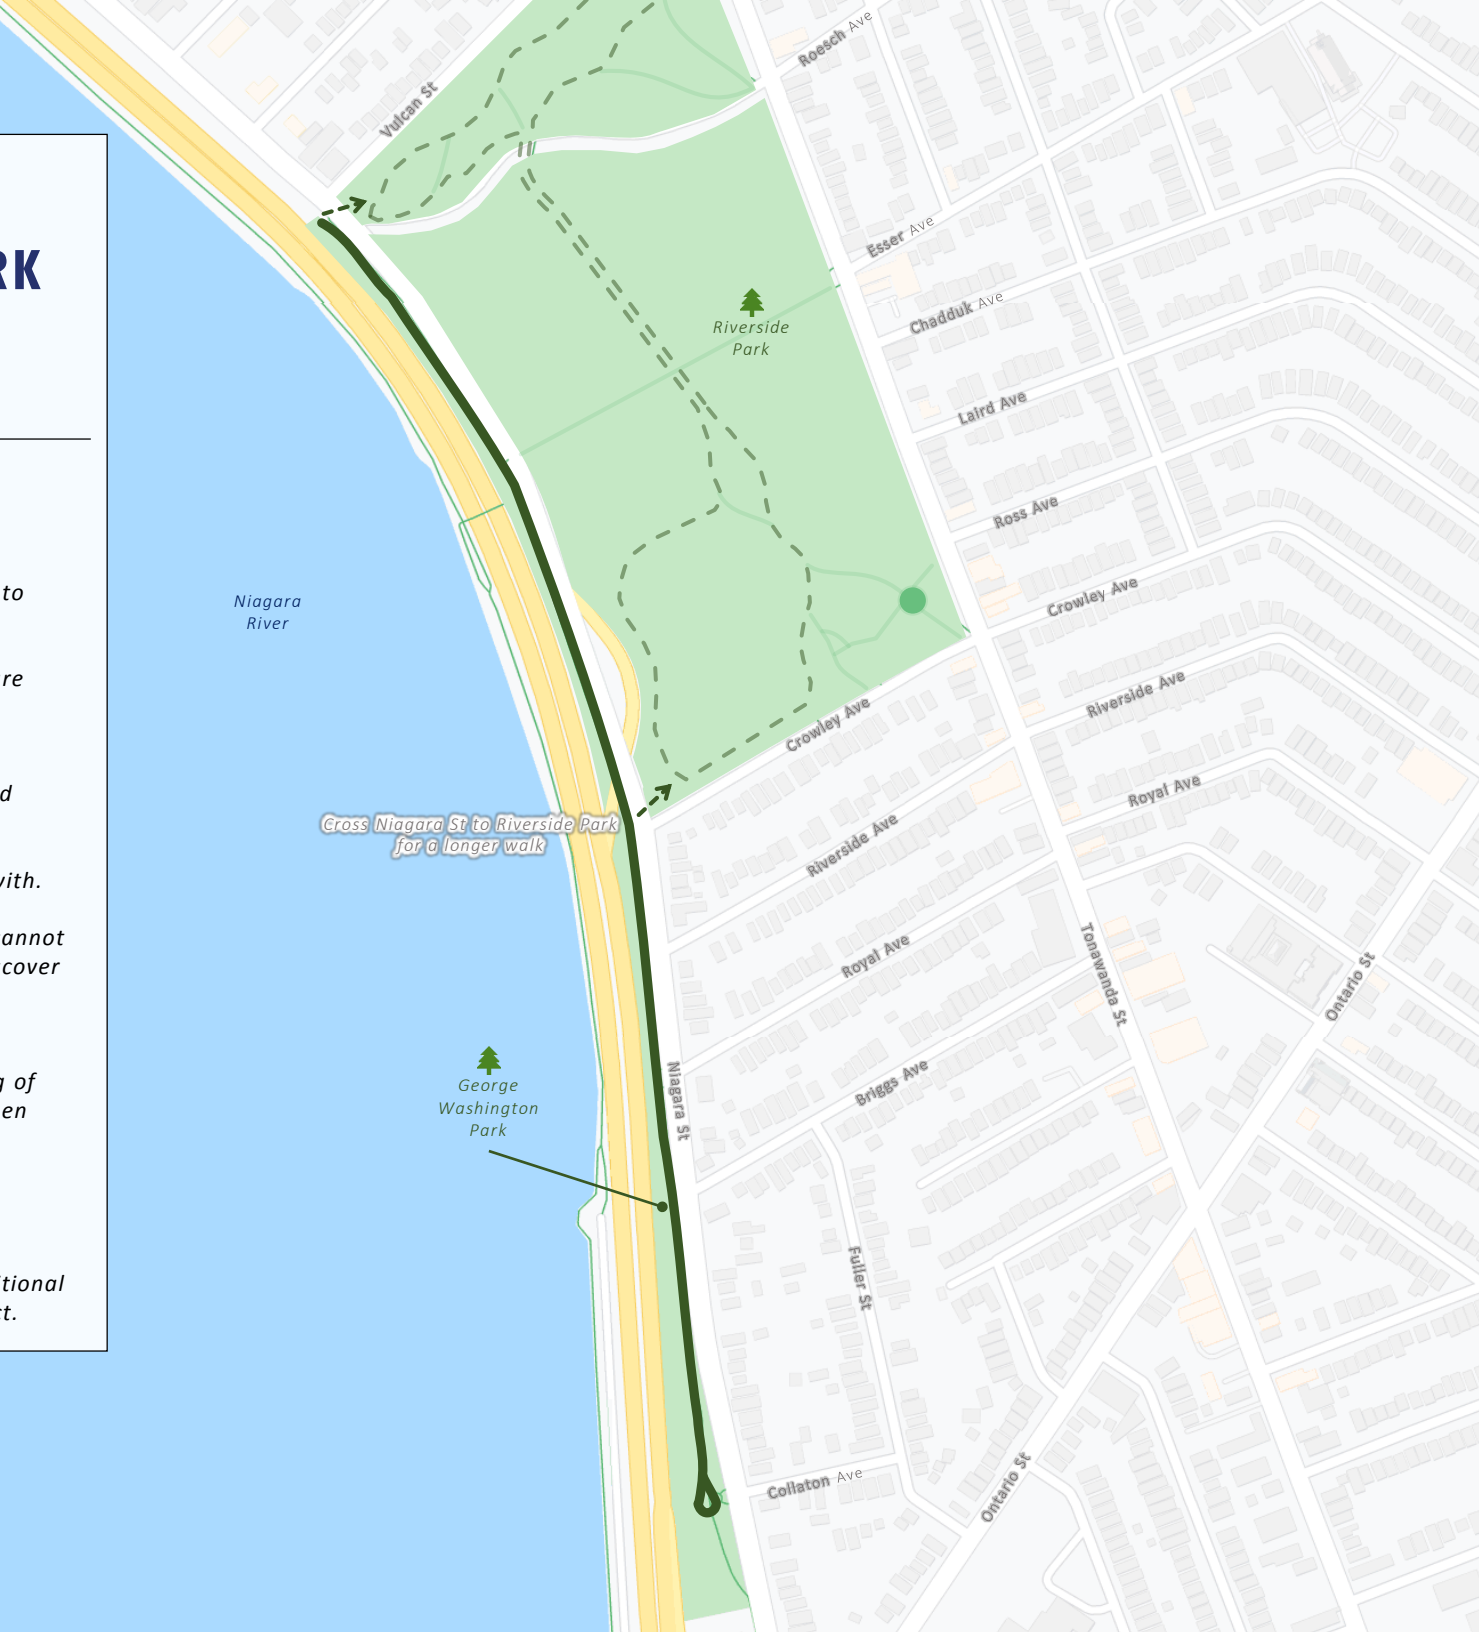 RK
to
re
d
with.
annot
cover
g of
en
itional
ct.
Vulcan St
Roesch Ave
Esser Ave
Chadduk Ave
Riverside
Park
Laird Ave
Ross Ave
Crowley Ave
Niagara
River
Riverside Ave
Crowley Ave
Royal Ave
Cross Niagara St to Riverside Park
for a longer walk
Riverside Ave
Royal Ave
Tonawanda St
Ontario St
George
Washington
Park
Niagara St
Briggs Ave
Fuller St
Collaton Ave
Ontario St